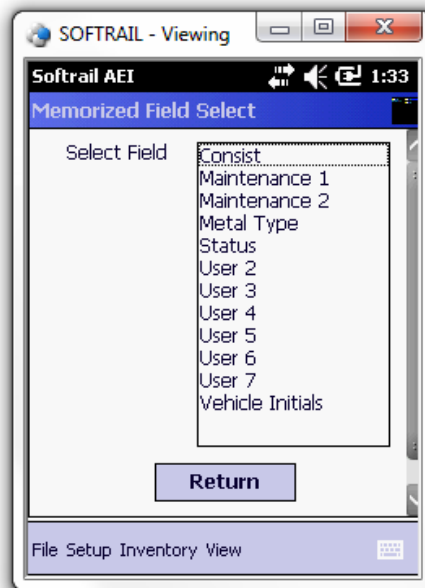 SOFTRAIL - Viewing
Softrail AEI 1:33
Memorized Field Select
Select Field
Consist
Maintenance 1
Maintenance 2
Metal Type
Status
User 2
User 3
User 4
User 5
User 6
User 7
Vehicle Initials
Return
File Setup Inventory View